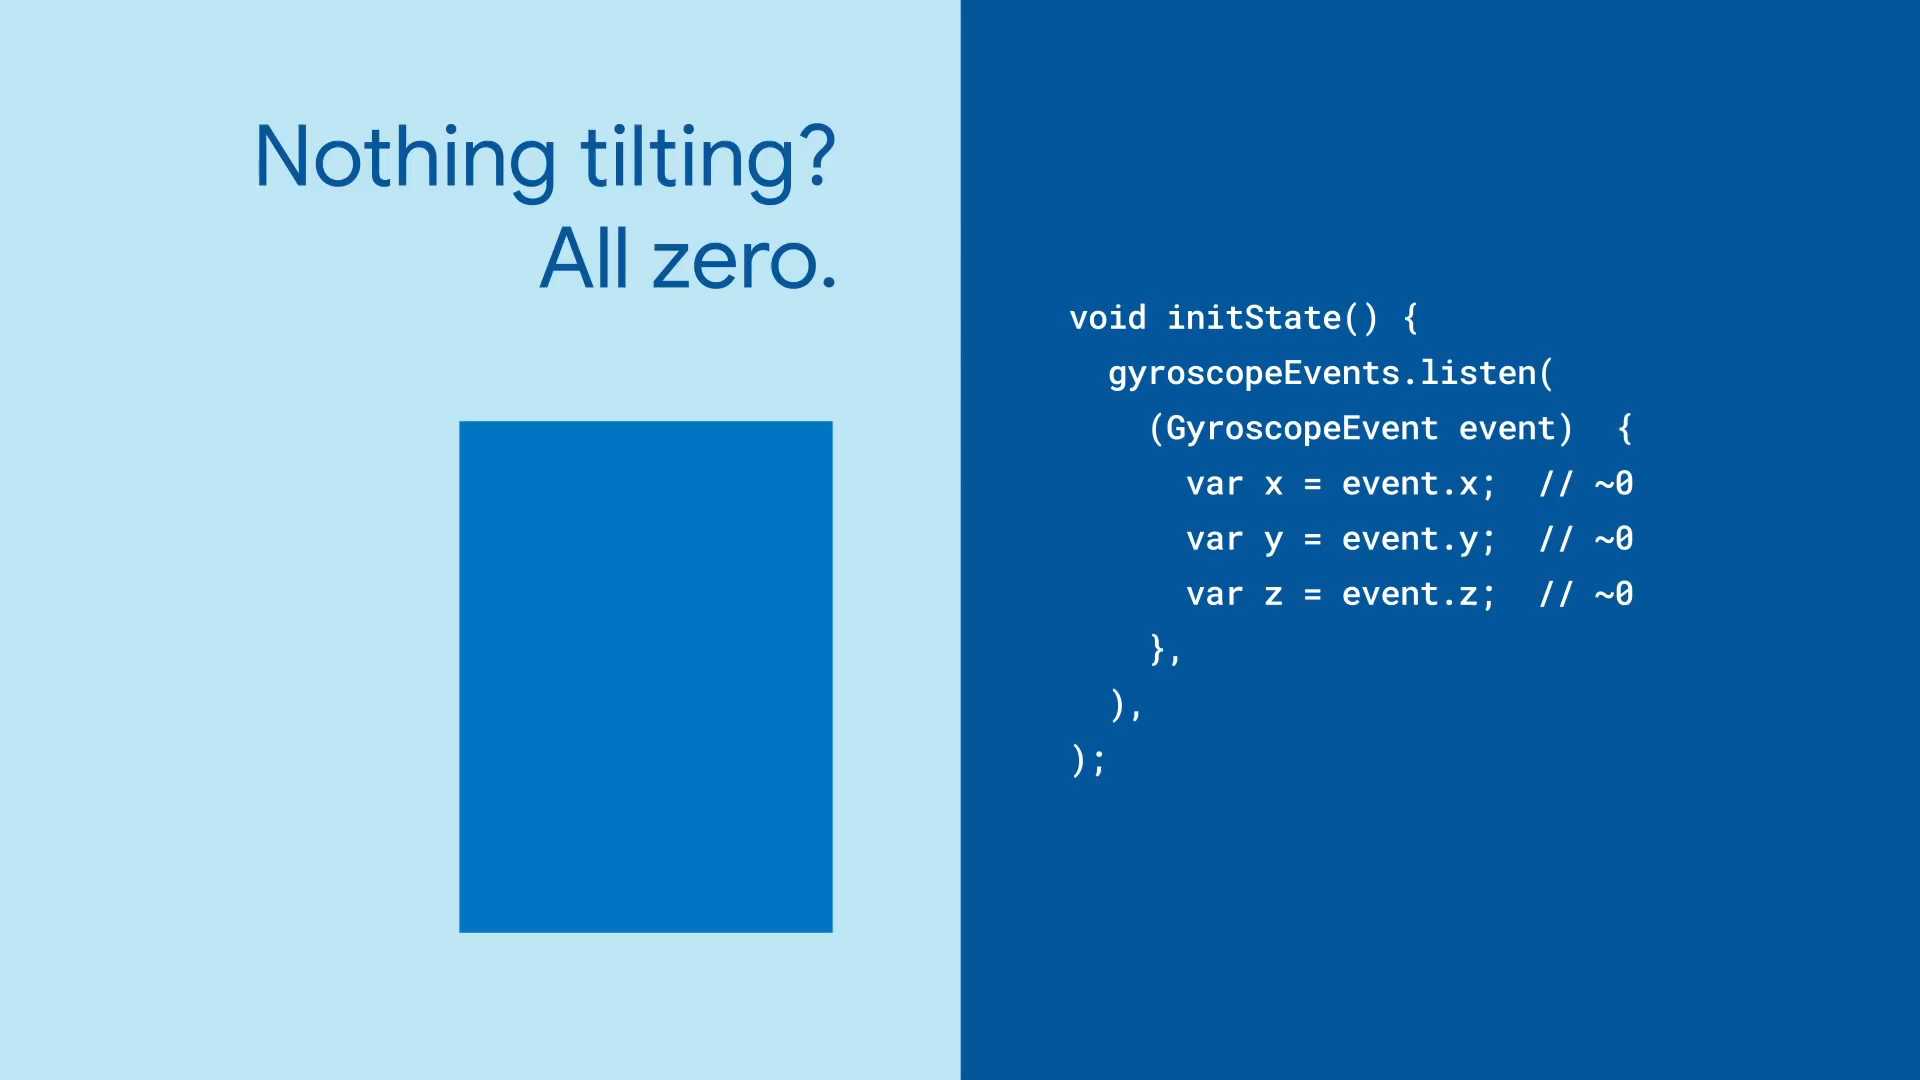 Nothing tilting?
All zero.
void initState() {
  gyroscopeEvents.listen(
    (GyroscopeEvent event)  {
      var x = event.x;  // ~0
      var y = event.y;  // ~0
      var z = event.z;  // ~0
    },
  ),
);